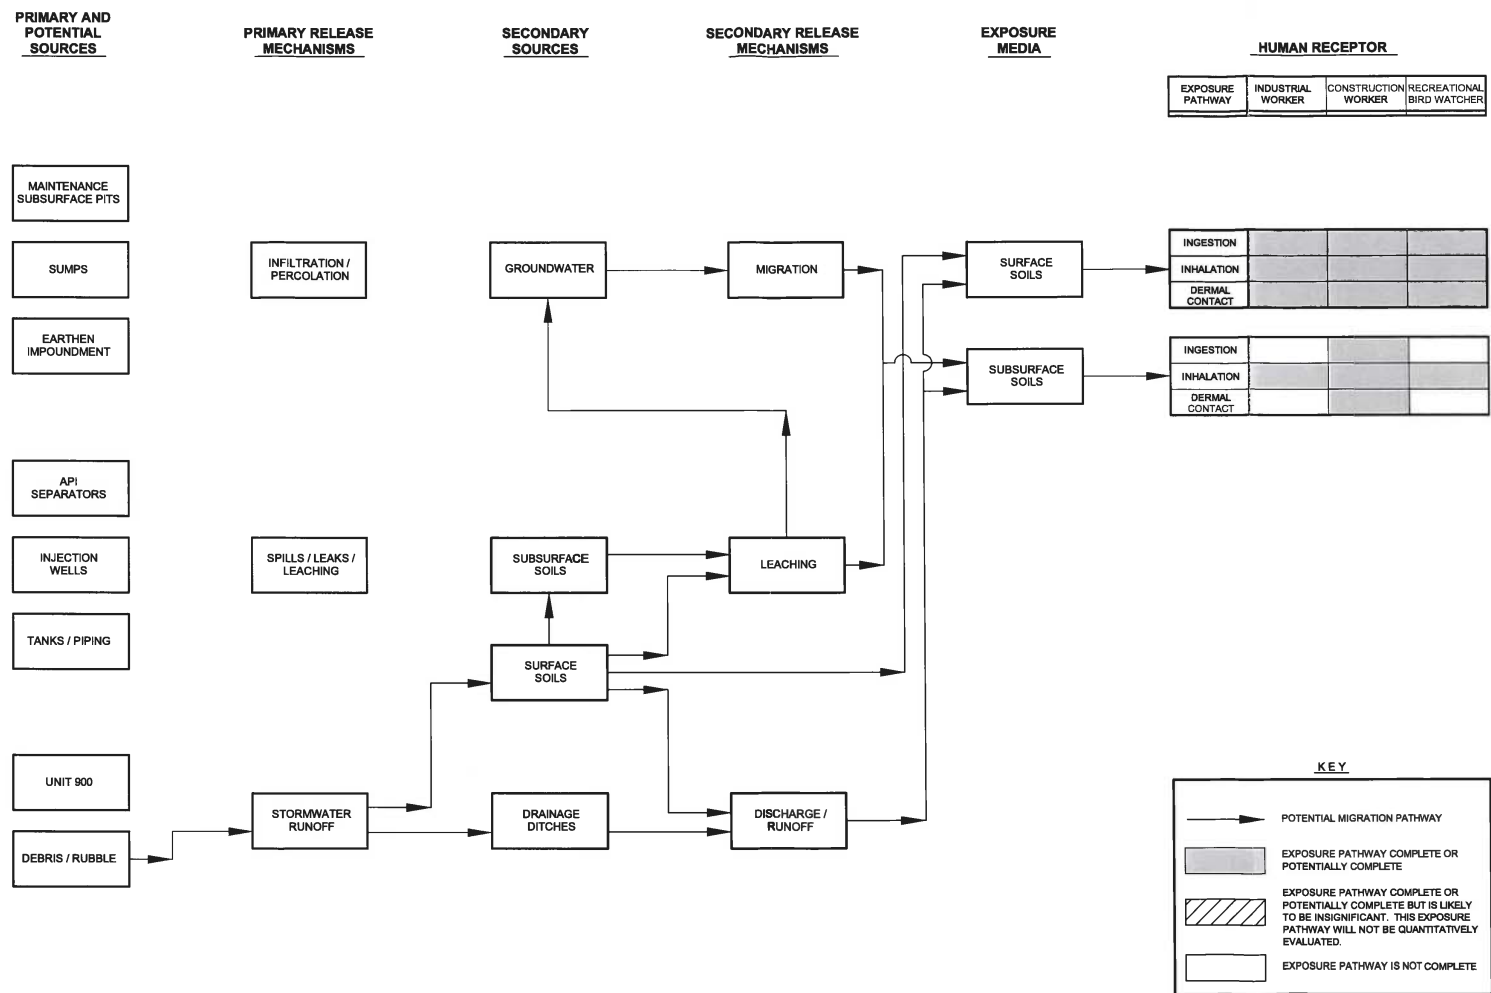 PRIMARY AND
POTENTIAL
SOURCES
PRIMARY RELEASE
MECHANISMS
SECONDARY
SOURCES
SECONDARY RELEASE
MECHANISMS
EXPOSURE
MEDIA
HUMAN RECEPTOR
EXPOSURE
PATHWAY
INDUSTRIAL
WORKER
CONSTRUCTION
WORKER
RECREATIONAL
BIRD WATCHER
MAINTENANCE
SUBSURFACE PITS
SUMPS
EARTHEN
IMPOUNDMENT
API
SEPARATORS
INJECTION
WELLS
TANKS / PIPING
UNIT 900
DEBRIS / RUBBLE
INFILTRATION /
PERCOLATION
SPILLS / LEAKS /
LEACHING
STORMWATER
RUNOFF
GROUNDWATER
SUBSURFACE
SOILS
SURFACE
SOILS
DRAINAGE
DITCHES
MIGRATION
LEACHING
DISCHARGE /
RUNOFF
SURFACE
SOILS
SUBSURFACE
SOILS
INGESTION
INHALATION
DERMAL
CONTACT
INGESTION
INHALATION
DERMAL
CONTACT
KEY
POTENTIAL MIGRATION PATHWAY
EXPOSURE PATHWAY COMPLETE OR
POTENTIALLY COMPLETE
EXPOSURE PATHWAY COMPLETE OR
POTENTIALLY COMPLETE BUT IS LIKELY
TO BE INSIGNIFICANT. THIS EXPOSURE
PATHWAY WILL NOT BE QUANTITATIVELY
EVALUATED.
EXPOSURE PATHWAY IS NOT COMPLETE